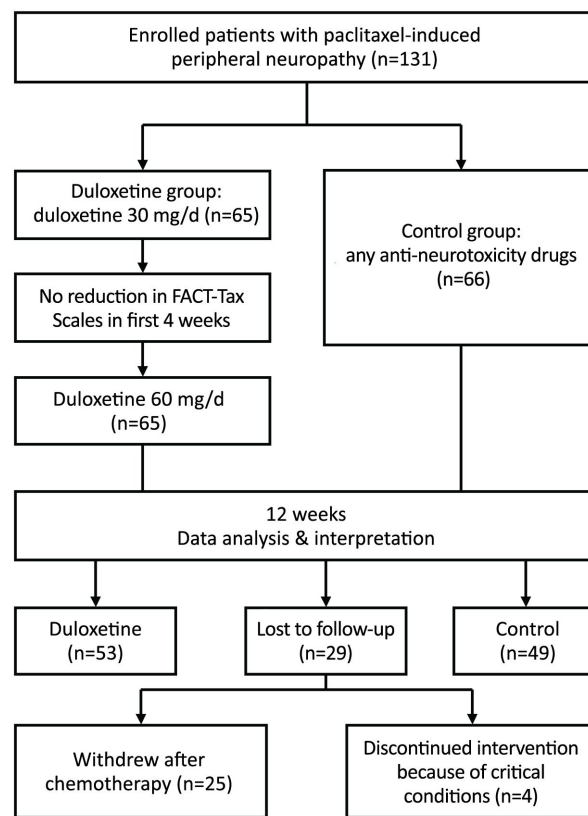 Enrolled patients with paclitaxel-induced
peripheral neuropathy (n=131)
Duloxetine group:
duloxetine 30 mg/d (n=65)
Control group:
any anti-neurotoxicity drugs
(n=66)
No reduction in FACT-Tax
Scales in first 4 weeks
Duloxetine 60 mg/d
(n=65)
12 weeks
Data analysis & interpretation
Duloxetine
(n=53)
Lost to follow-up
(n=29)
Control
(n=49)
Withdrew after
chemotherapy (n=25)
Discontinued intervention
because of critical
conditions (n=4)